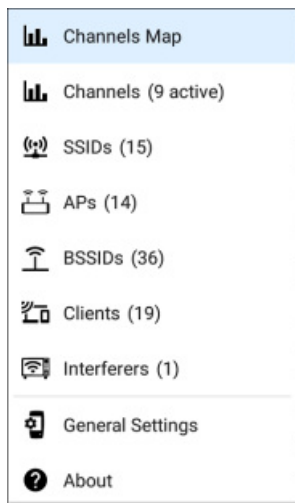 Channels Map
Channels (9 active)
SSIDs (15)
APs (14)
BSSIDs (36)
Clients (19)
Interferers (1)
General Settings
About